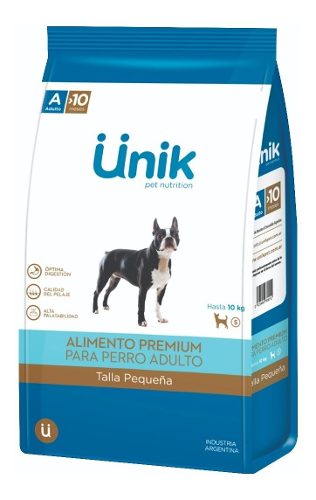 A
Adulto
>10
meses
Ünik
pet nutrition
ÓPTIMA
DIGESTIÓN
CALIDAD
DEL PELAJE
ALTA
PALATABILIDAD
Hasta 10 kg
S
ALIMENTO PREMIUM
PARA PERRO ADULTO
Talla Pequeña
ü
INDUSTRIA
ARGENTINA